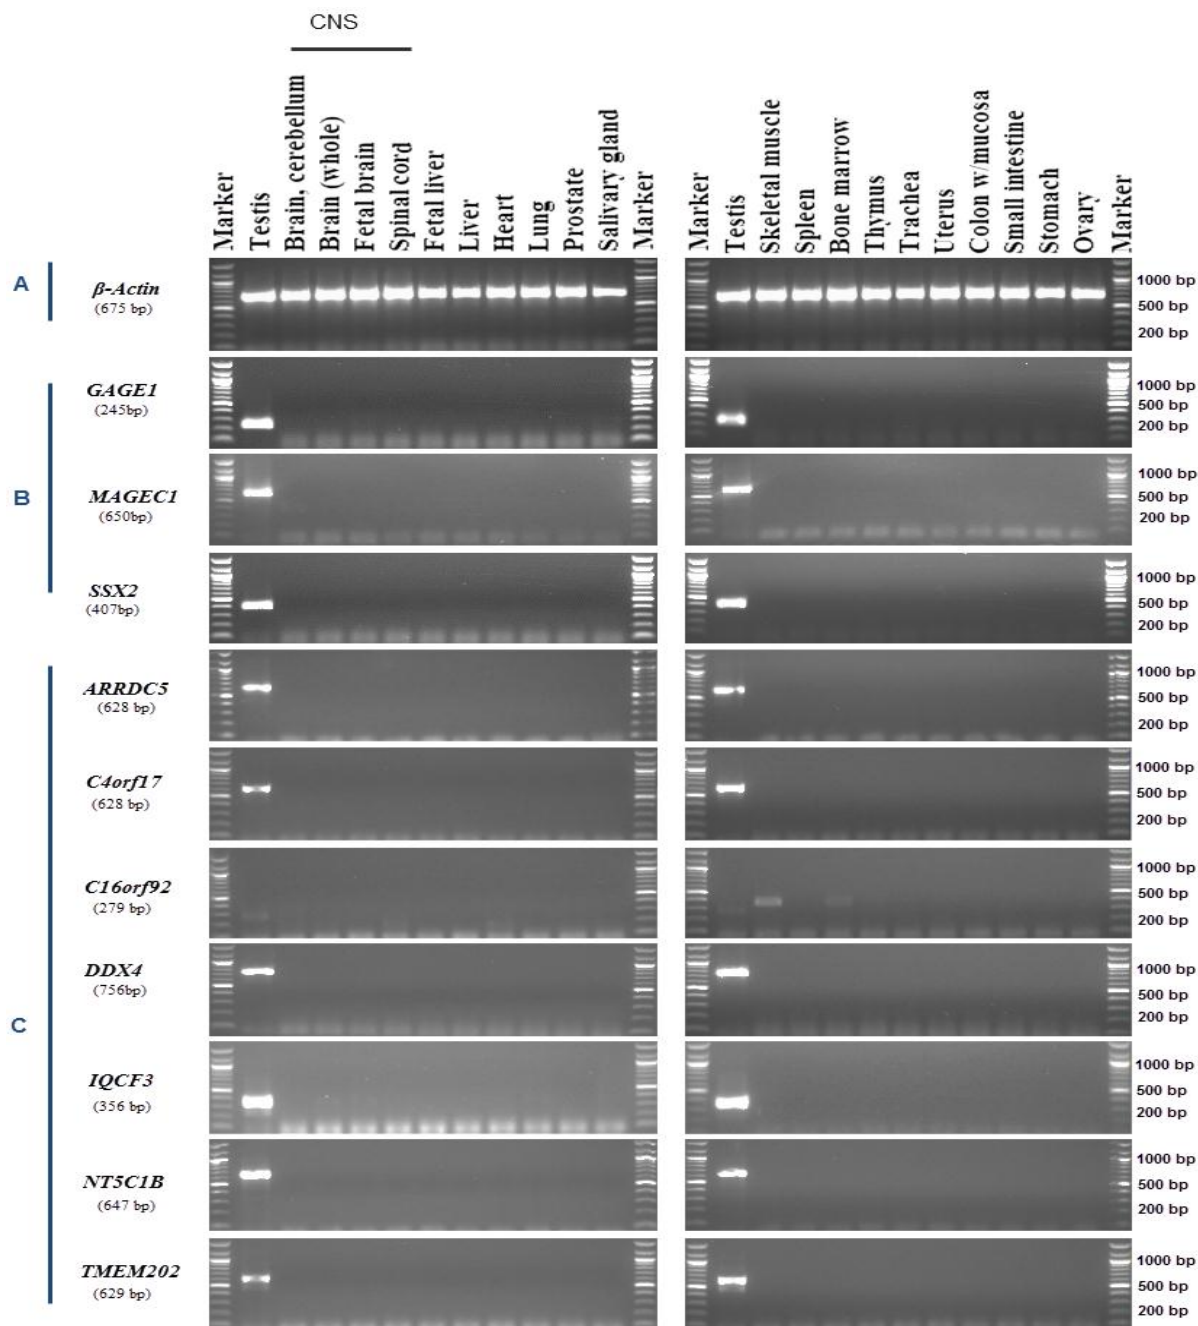 CNS
Marker
Testis
Brain, cerebellum
Brain (whole)
Fetal brain
Spinal cord
Fetal liver
Liver
Heart
Lung
Prostate
Salivary gland
Marker
Marker
Testis
Skeletal muscle
Spleen
Bone marrow
Thymus
Trachea
Uterus
Colon w/mucosa
Small intestine
Stomach
Ovary
Marker
A
β-Actin
(675 bp)
1000 bp
500 bp
200 bp
B
GAGE1
(245bp)
1000 bp
500 bp
200 bp
MAGEC1
(650bp)
1000 bp
500 bp
200 bp
SSX2
(407bp)
1000 bp
500 bp
200 bp
C
ARRDC5
(628 bp)
1000 bp
500 bp
200 bp
C4orf17
(628 bp)
1000 bp
500 bp
200 bp
C16orf92
(279 bp)
1000 bp
500 bp
200 bp
DDX4
(756bp)
1000 bp
500 bp
200 bp
IQCF3
(356 bp)
1000 bp
500 bp
200 bp
NT5C1B
(647 bp)
1000 bp
500 bp
200 bp
TMEM202
(629 bp)
1000 bp
500 bp
200 bp